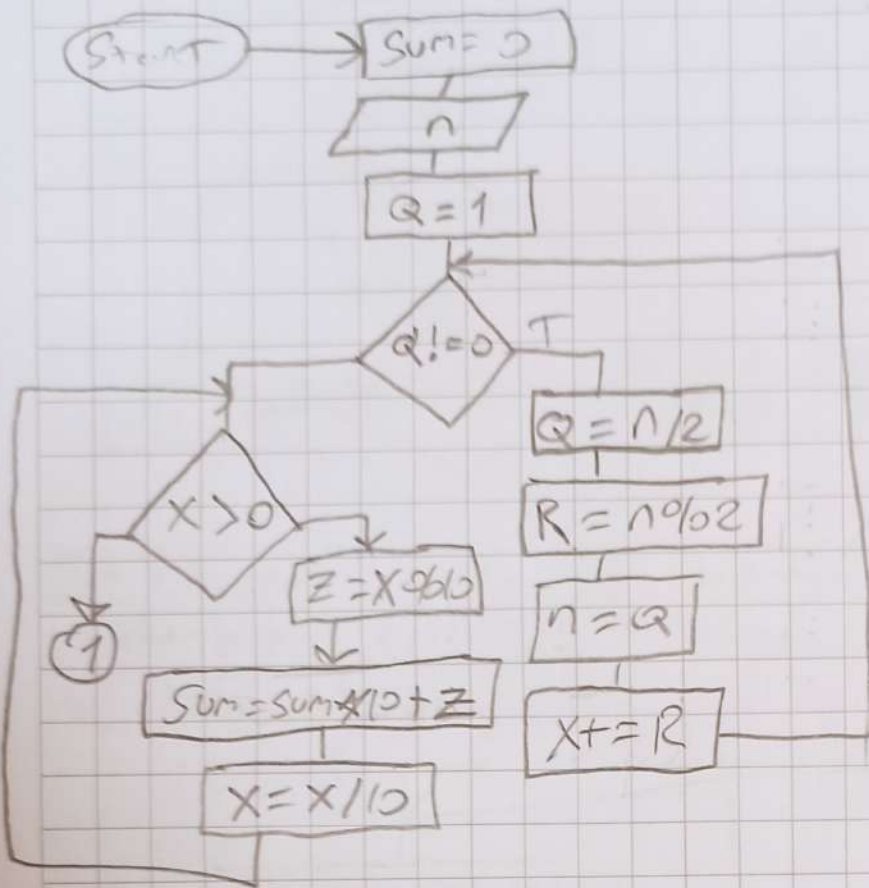 Start
Sum = 0
n
Q = 1
Q != 0
T
Q = n/2
R = n%2
n = Q
X += R
X > 0
1
Z = X%10
Sum = Sum*10 + Z
X = X/10